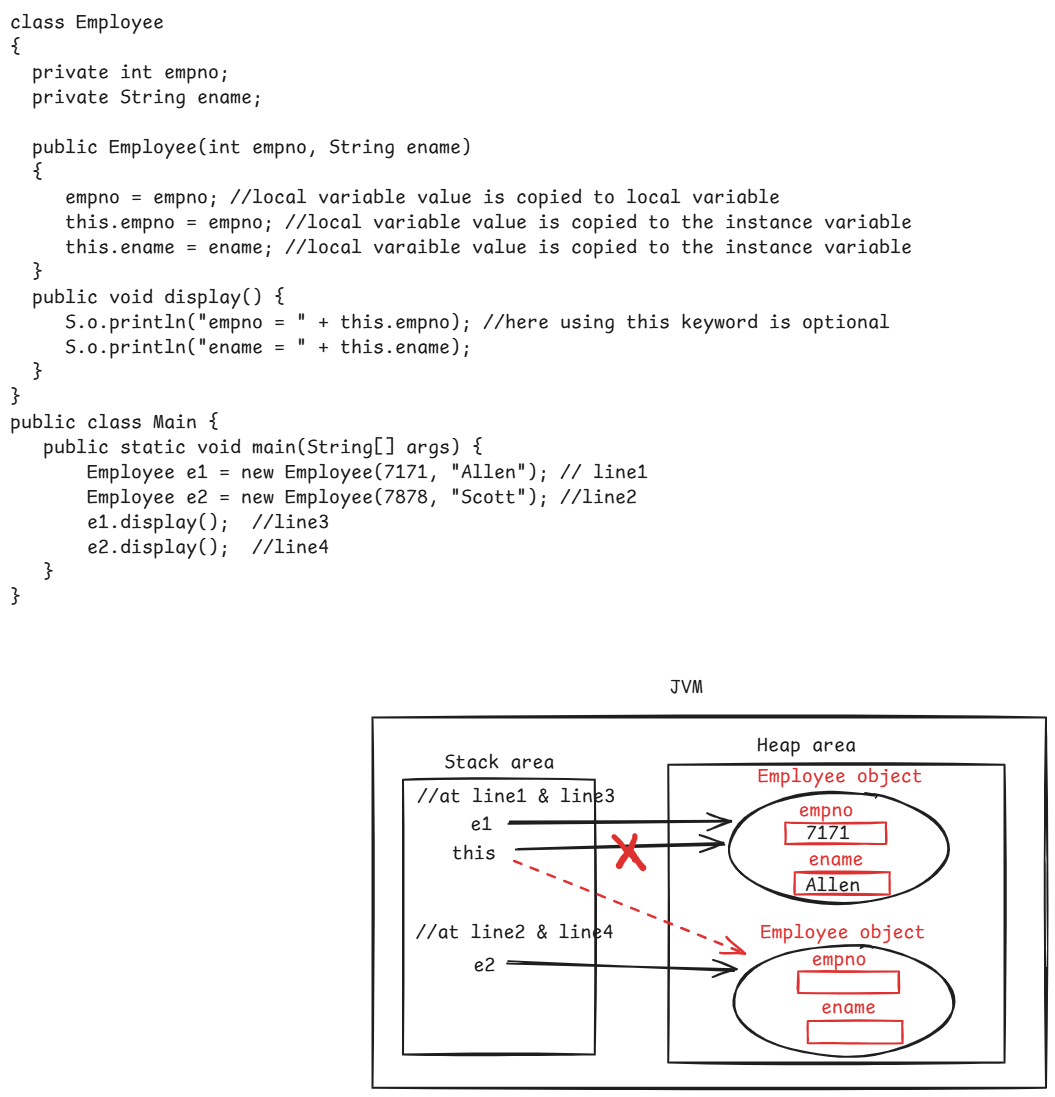 class Employee
{
private int empno;
private String ename;
public Employee(int empno, String ename)
{
empno = empno; //local variable value is copied to local variable
this.empno = empno; //local variable value is copied to the instance variable
this.ename = ename; //local varaible value is copied to the instance variable
}
public void display() {
S.o.println("empno = " + this.empno); //here using this keyword is optional
S.o.println("ename = " + this.ename);
}
}
public class Main {
public static void main(String[] args) {
Employee e1 = new Employee(7171, "Allen"); // line1
Employee e2 = new Employee(7878, "Scott"); //line2
e1.display();  //line3
e2.display();  //line4
}
}
JVM
Stack area
Heap area
//at line1 & line3
e1
this
Employee object
empno
7171
ename
Allen
//at line2 & line4
e2
Employee object
empno
ename